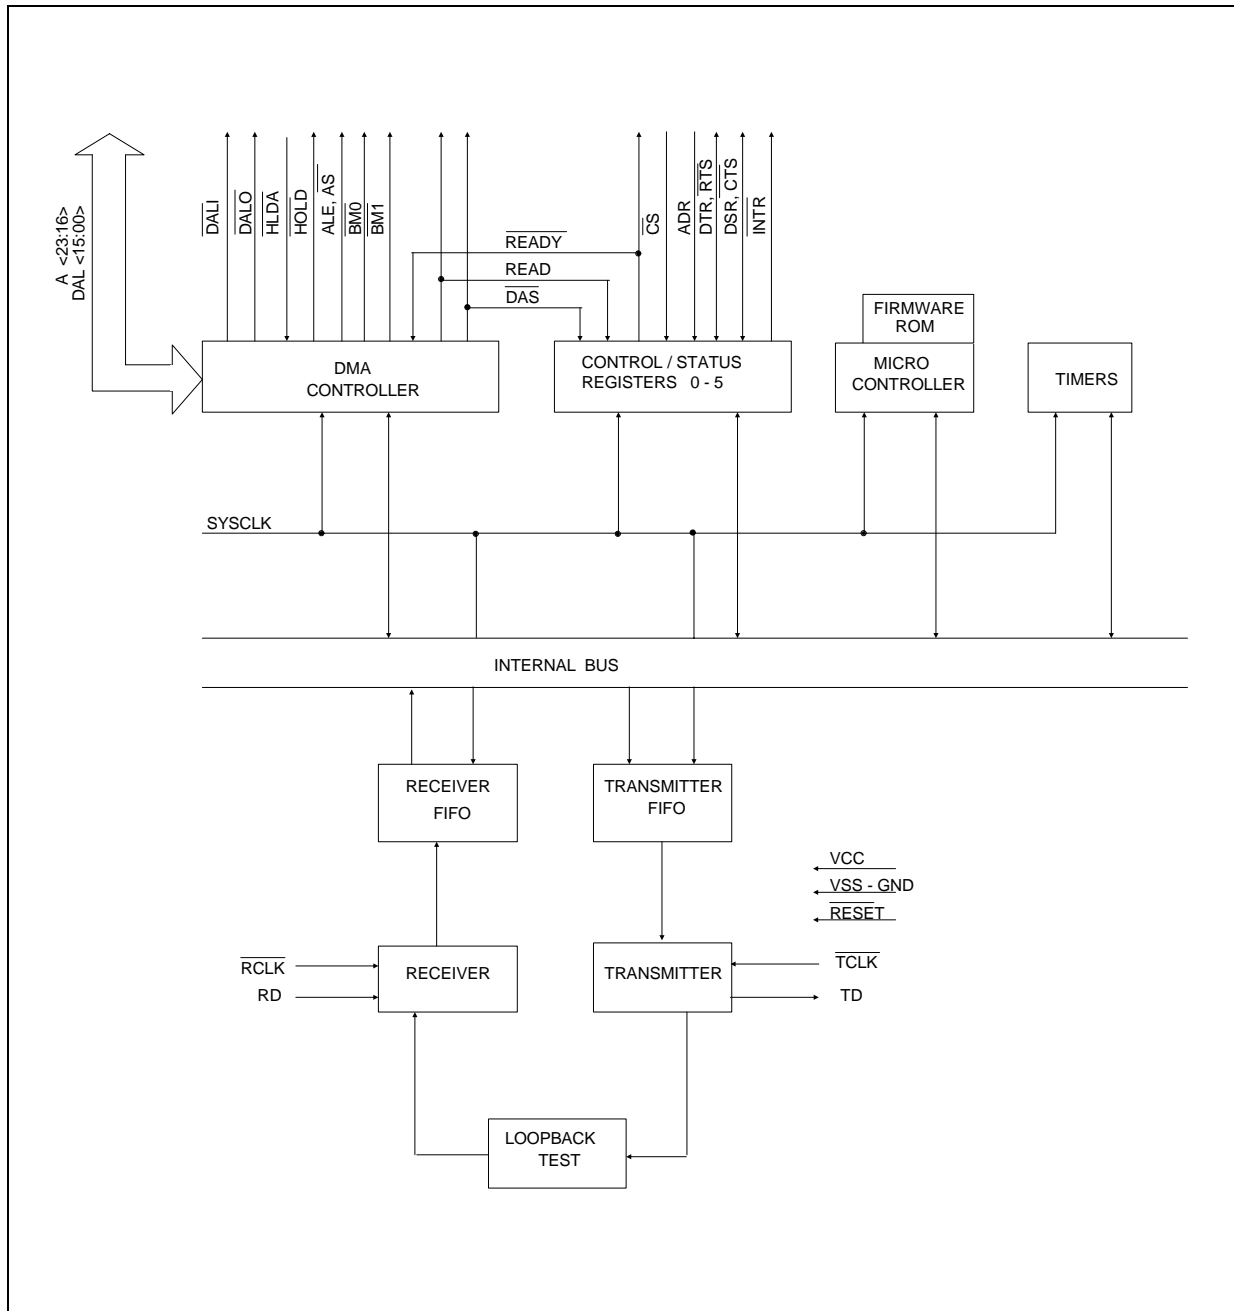 A <23:16>
DAL <15:00>
DALI
DALO
HLDA
HOLD
ALE, AS
BM0
BM1
READY
READ
DAS
CS
ADR
DTR, RTS
DSR, CTS
INTR
DMA
CONTROLLER
CONTROL / STATUS
REGISTERS 0 - 5
FIRMWARE
ROM
MICRO
CONTROLLER
TIMERS
SYSCLK
INTERNAL BUS
RECEIVER
FIFO
TRANSMITTER
FIFO
VCC
VSS - GND
RESET
RCLK
RD
RECEIVER
TRANSMITTER
TCLK
TD
LOOPBACK
TEST